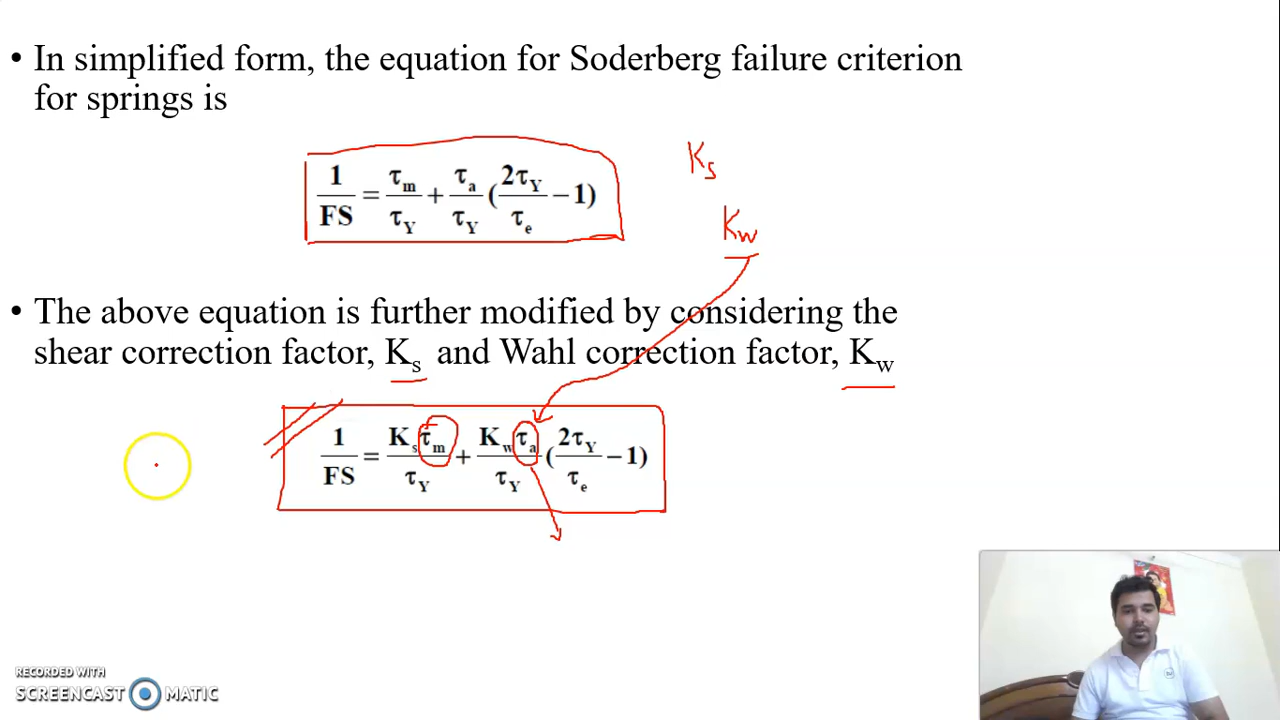 • In simplified form, the equation for Soderberg failure criterion
for springs is
1/FS = τm/τY + τa/τY (2τY/τe − 1)
Ks
Kw
• The above equation is further modified by considering the
shear correction factor, Ks and Wahl correction factor, Kw
1/FS = Ksτm/τY + Kwτa/τY (2τY/τe − 1)
RECORDED WITH
SCREENCAST MATIC